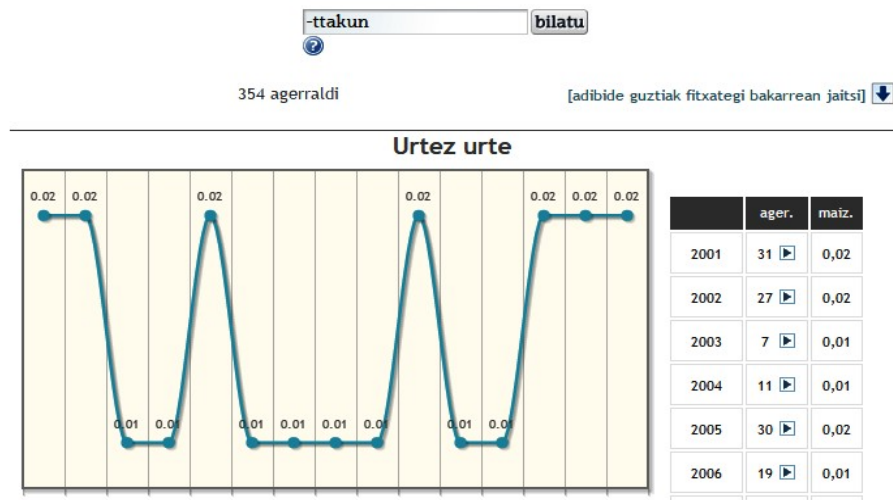 -ttakun bilatu
?
354 agerraldi [adibide guztiak fitxategi bakarrean jaitsi]
Urtez urte
0.02 0.02 0.02 0.02 0.02 0.02 0.02
0.01 0.01 0.01 0.01 0.01 0.01 0.01 0.01
ager. maiz.
2001 31 0,02
2002 27 0,02
2003 7 0,01
2004 11 0,01
2005 30 0,02
2006 19 0,01